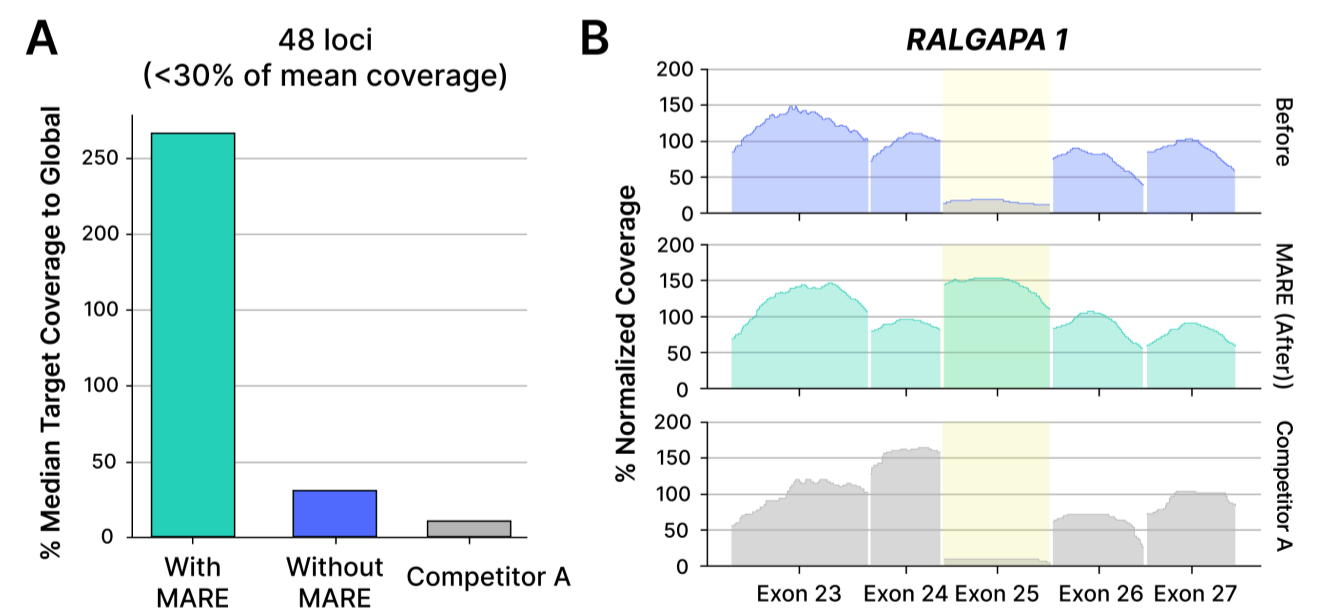 A
48 loci
(<30% of mean coverage)
% Median Target Coverage to Global
250
200
100
100
50
0
With
MARE
Without
MARE
Competitor A
B
RALGAPA 1
% Normalized Coverage
200
150
100
50
0
Before
200
150
100
50
0
MARE (After))
200
150
100
50
0
Competitor A
Exon 23
Exon 24
Exon 25
Exon 26
Exon 27